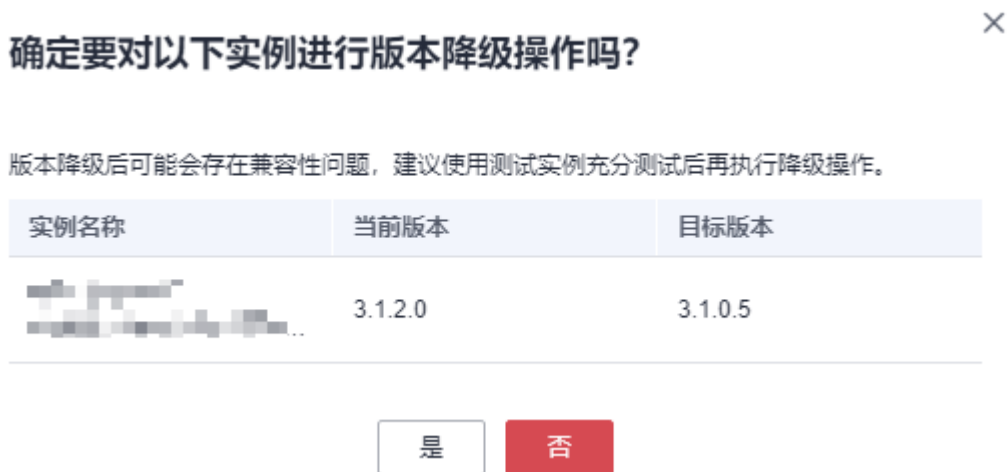 确定要对以下实例进行版本降级操作吗？
版本降级后可能会存在兼容性问题，建议使用测试实例充分测试后再执行降级操作。
实例名称 当前版本 目标版本
3.1.2.0 3.1.0.5
是 否